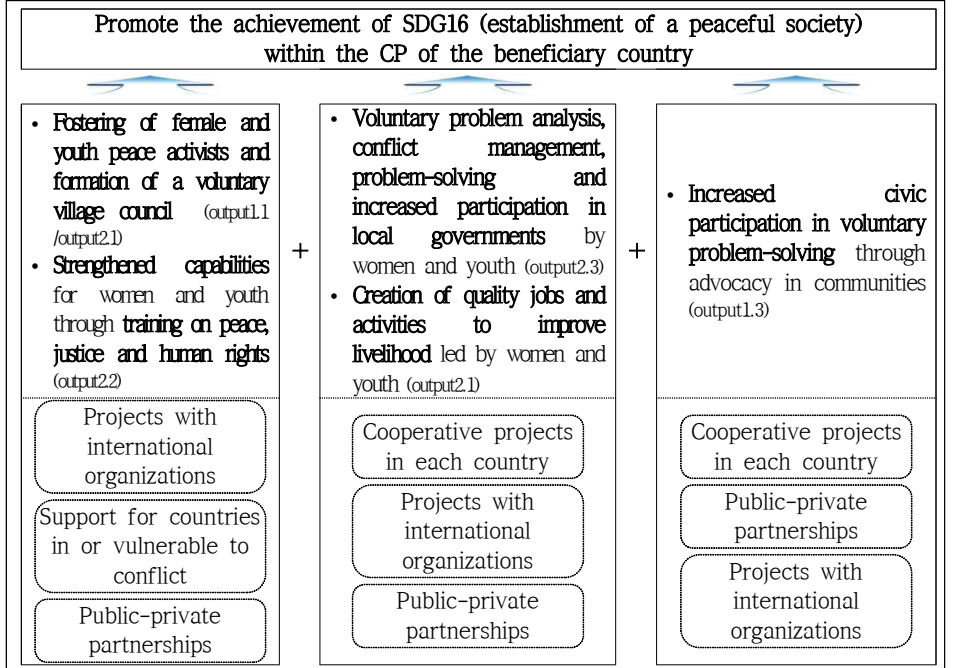 Promote the achievement of SDG16 (establishment of a peaceful society)
within the CP of the beneficiary country
• Fostering of female and
youth peace activists and
formation of a voluntary
village council (output1.1
/output2.1)
• Strengthened capabilities
for women and youth
through training on peace,
justice and human rights
(output2.2)
Projects with
international
organizations
Support for countries
in or vulnerable to
conflict
Public-private
partnerships
+
• Voluntary problem analysis,
conflict management,
problem-solving and
increased participation in
local governments by
women and youth (output2.3)
• Creation of quality jobs and
activities to improve
livelihood led by women and
youth (output2.1)
Cooperative projects
in each country
Projects with
international
organizations
Public-private
partnerships
+
• Increased civic
participation in voluntary
problem-solving through
advocacy in communities
(output1.3)
Cooperative projects
in each country
Public-private
partnerships
Projects with
international
organizations